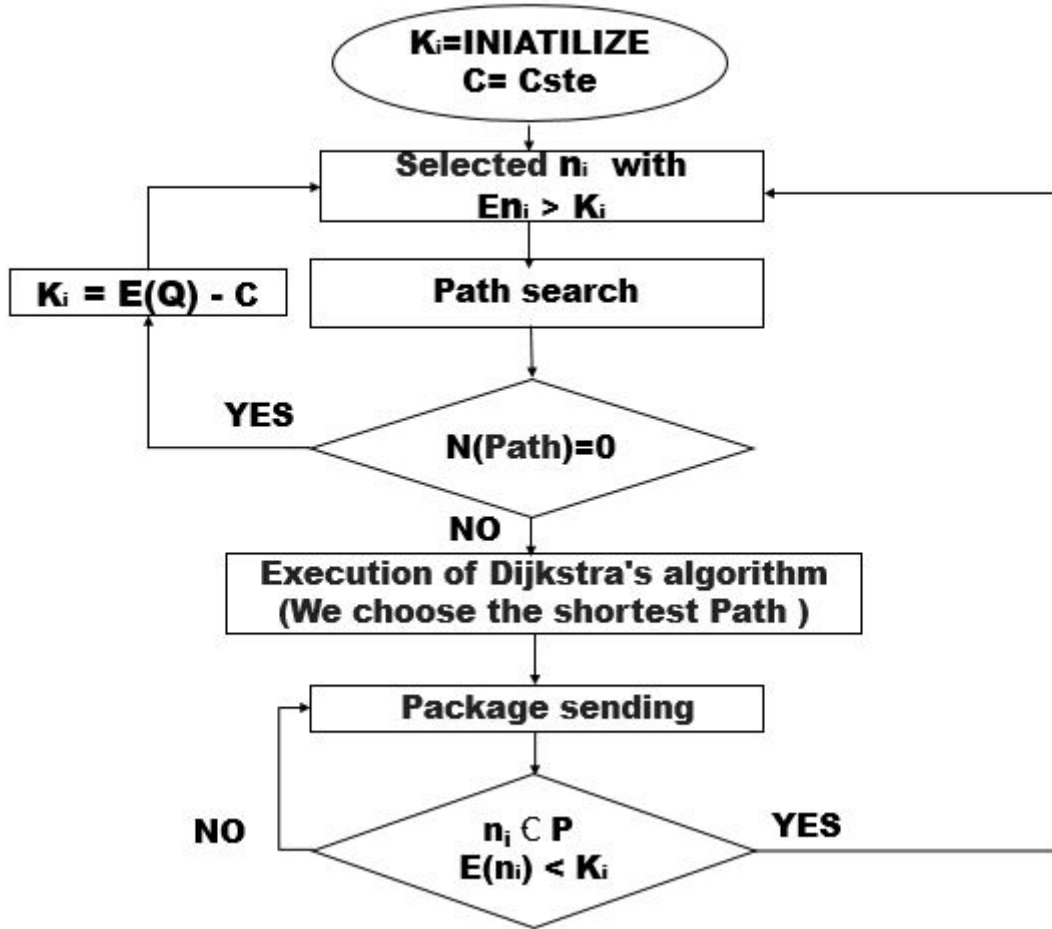 Ki=INIATILIZE
C= Cste
Selected ni with
Eni > Ki
Ki = E(Q) - C
Path search
YES
N(Path)=0
NO
Execution of Dijkstra's algorithm
(We choose the shortest Path )
Package sending
NO
ni Є P
E(ni) < Ki
YES